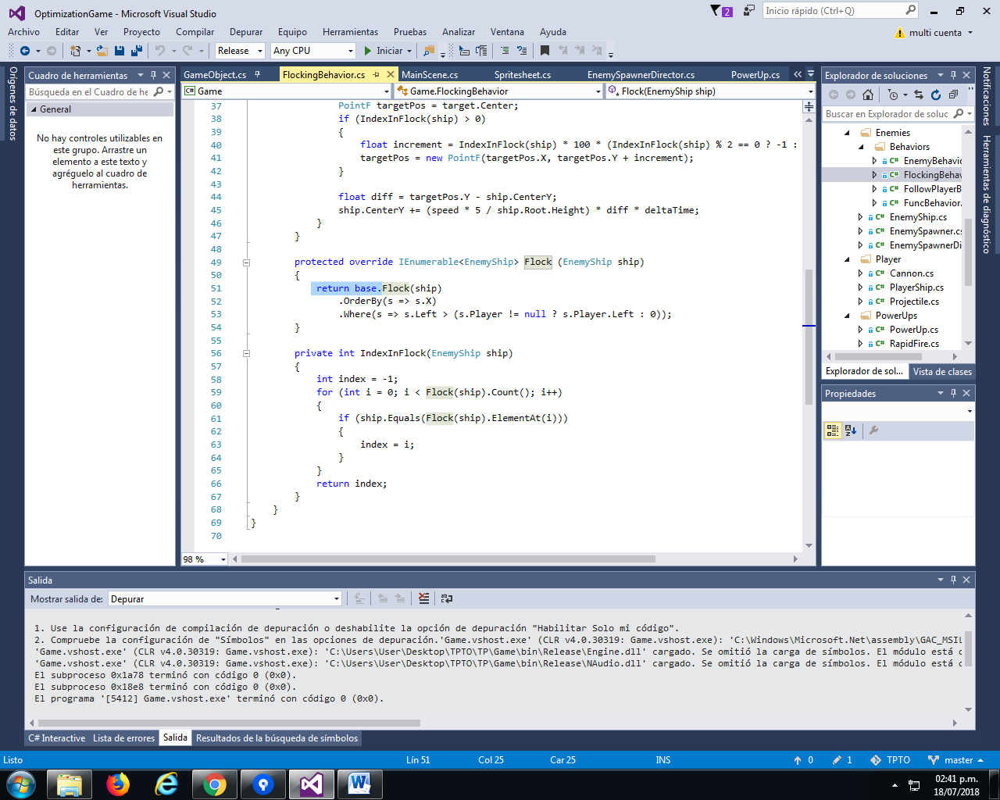 OptimizationGame - Microsoft Visual Studio
2
Inicio rápido (Ctrl+Q)
Archivo Editar Ver Proyecto Compilar Depurar Equipo Herramientas Pruebas Analizar Ventana Ayuda
multi cuenta
Release Any CPU Iniciar
Orígenes de datos
Cuadro de herramientas
Búsqueda en el Cuadro de he
General
No hay controles utilizables en
este grupo. Arrastre un
elemento a este texto y
agréguelo al cuadro de
herramientas.
GameObject.cs FlockingBehavior.cs MainScene.cs Spritesheet.cs EnemySpawnerDirector.cs PowerUp.cs
Game Game.FlockingBehavior Flock(EnemyShip ship)
37 PointF targetPos = target.Center;
38 if (IndexInFlock(ship) > 0)
39 {
40 float increment = IndexInFlock(ship) * 100 * (IndexInFlock(ship) % 2 == 0 ? -1 :
41 targetPos = new PointF(targetPos.X, targetPos.Y + increment);
42 }
43
44 float diff = targetPos.Y - ship.CenterY;
45 ship.CenterY += (speed * 5 / ship.Root.Height) * diff * deltaTime;
46 }
47 }
48
49 protected override IEnumerable<EnemyShip> Flock (EnemyShip ship)
50 {
51 return base.Flock(ship)
52 .OrderBy(s => s.X)
53 .Where(s => s.Left > (s.Player != null ? s.Player.Left : 0));
54 }
55
56 private int IndexInFlock(EnemyShip ship)
57 {
58 int index = -1;
59 for (int i = 0; i < Flock(ship).Count(); i++)
60 {
61 if (ship.Equals(Flock(ship).ElementAt(i)))
62 {
63 index = i;
64 }
65 }
66 return index;
67 }
68 }
69 }
70
98 %
Explorador de soluciones
Buscar en Explorador de soluc
Enemies
Behaviors
C# EnemyBehavio
C# FlockingBehav
C# FollowPlayerB
C# FuncBehavior.
C# EnemyShip.cs
C# EnemySpawner.cs
C# EnemySpawnerDi
Player
C# Cannon.cs
C# PlayerShip.cs
C# Projectile.cs
PowerUps
C# PowerUp.cs
C# RapidFire.cs
Explorador de sol... Vista de clases
Propiedades
Notificaciones
Herramientas de diagnóstico
Salida
Mostrar salida de: Depurar
1. Use la configuración de compilación de depuración o deshabilite la opción de depuración "Habilitar Solo mi código".
2. Compruebe la configuración de "Símbolos" en las opciones de depuración.'Game.vshost.exe' (CLR v4.0.30319: Game.vshost.exe): 'C:\Windows\Microsoft.Net\assembly\GAC_MSIL
'Game.vshost.exe' (CLR v4.0.30319: Game.vshost.exe): 'C:\Users\User\Desktop\TPTO\TP\Game\bin\Release\Engine.dll' cargado. Se omitió la carga de símbolos. El módulo está o
'Game.vshost.exe' (CLR v4.0.30319: Game.vshost.exe): 'C:\Users\User\Desktop\TPTO\TP\Game\bin\Release\NAudio.dll' cargado. Se omitió la carga de símbolos. El módulo está o
El subproceso 0x1a78 terminó con código 0 (0x0).
El subproceso 0x18e8 terminó con código 0 (0x0).
El programa '[5412] Game.vshost.exe' terminó con código 0 (0x0).
C# Interactive Lista de errores Salida Resultados de la búsqueda de símbolos
Listo Lín 51 Col 25 Car 25 INS 0 1 TPTO master
02:41 p.m.
18/07/2018